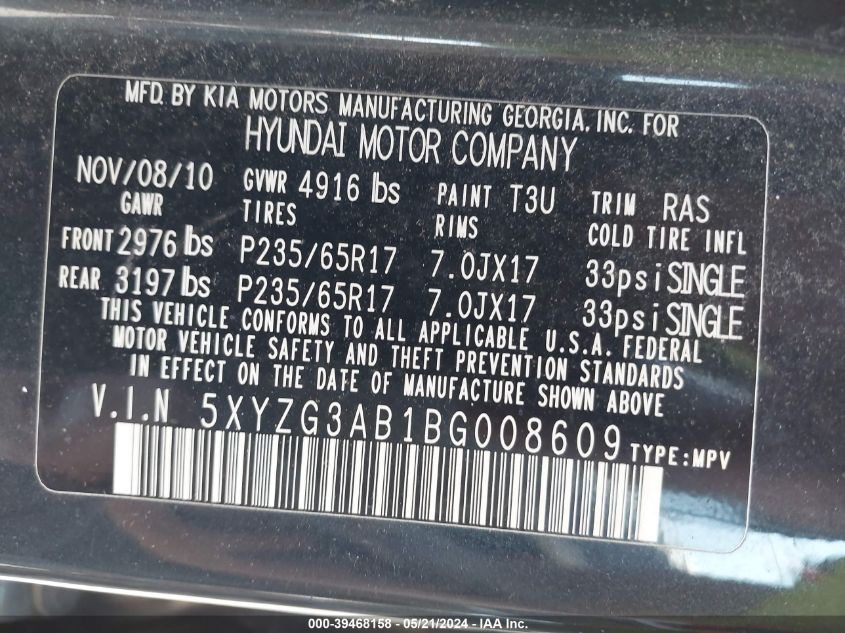 MFD. BY KIA MOTORS MANUFACTURING GEORGIA, INC. FOR
HYUNDAI MOTOR COMPANY
NOV/08/10 GVWR 4916 lbs PAINT T3U TRIM RAS
GAWR TIRES RIMS COLD TIRE INFL
FRONT 2976 lbs P235/65R17 7.0JX17 33psi SINGLE
REAR 3197 lbs P235/65R17 7.0JX17 33psi SINGLE
THIS VEHICLE CONFORMS TO ALL APPLICABLE U.S.A. FEDERAL
MOTOR VEHICLE SAFETY AND THEFT PREVENTION STANDARDS
IN EFFECT ON THE DATE OF MANUFACTURE SHOWN ABOVE
V.I.N 5XYZG3AB1BG008609 TYPE:MPV
000-39468158 - 05/21/2024 - IAA Inc.